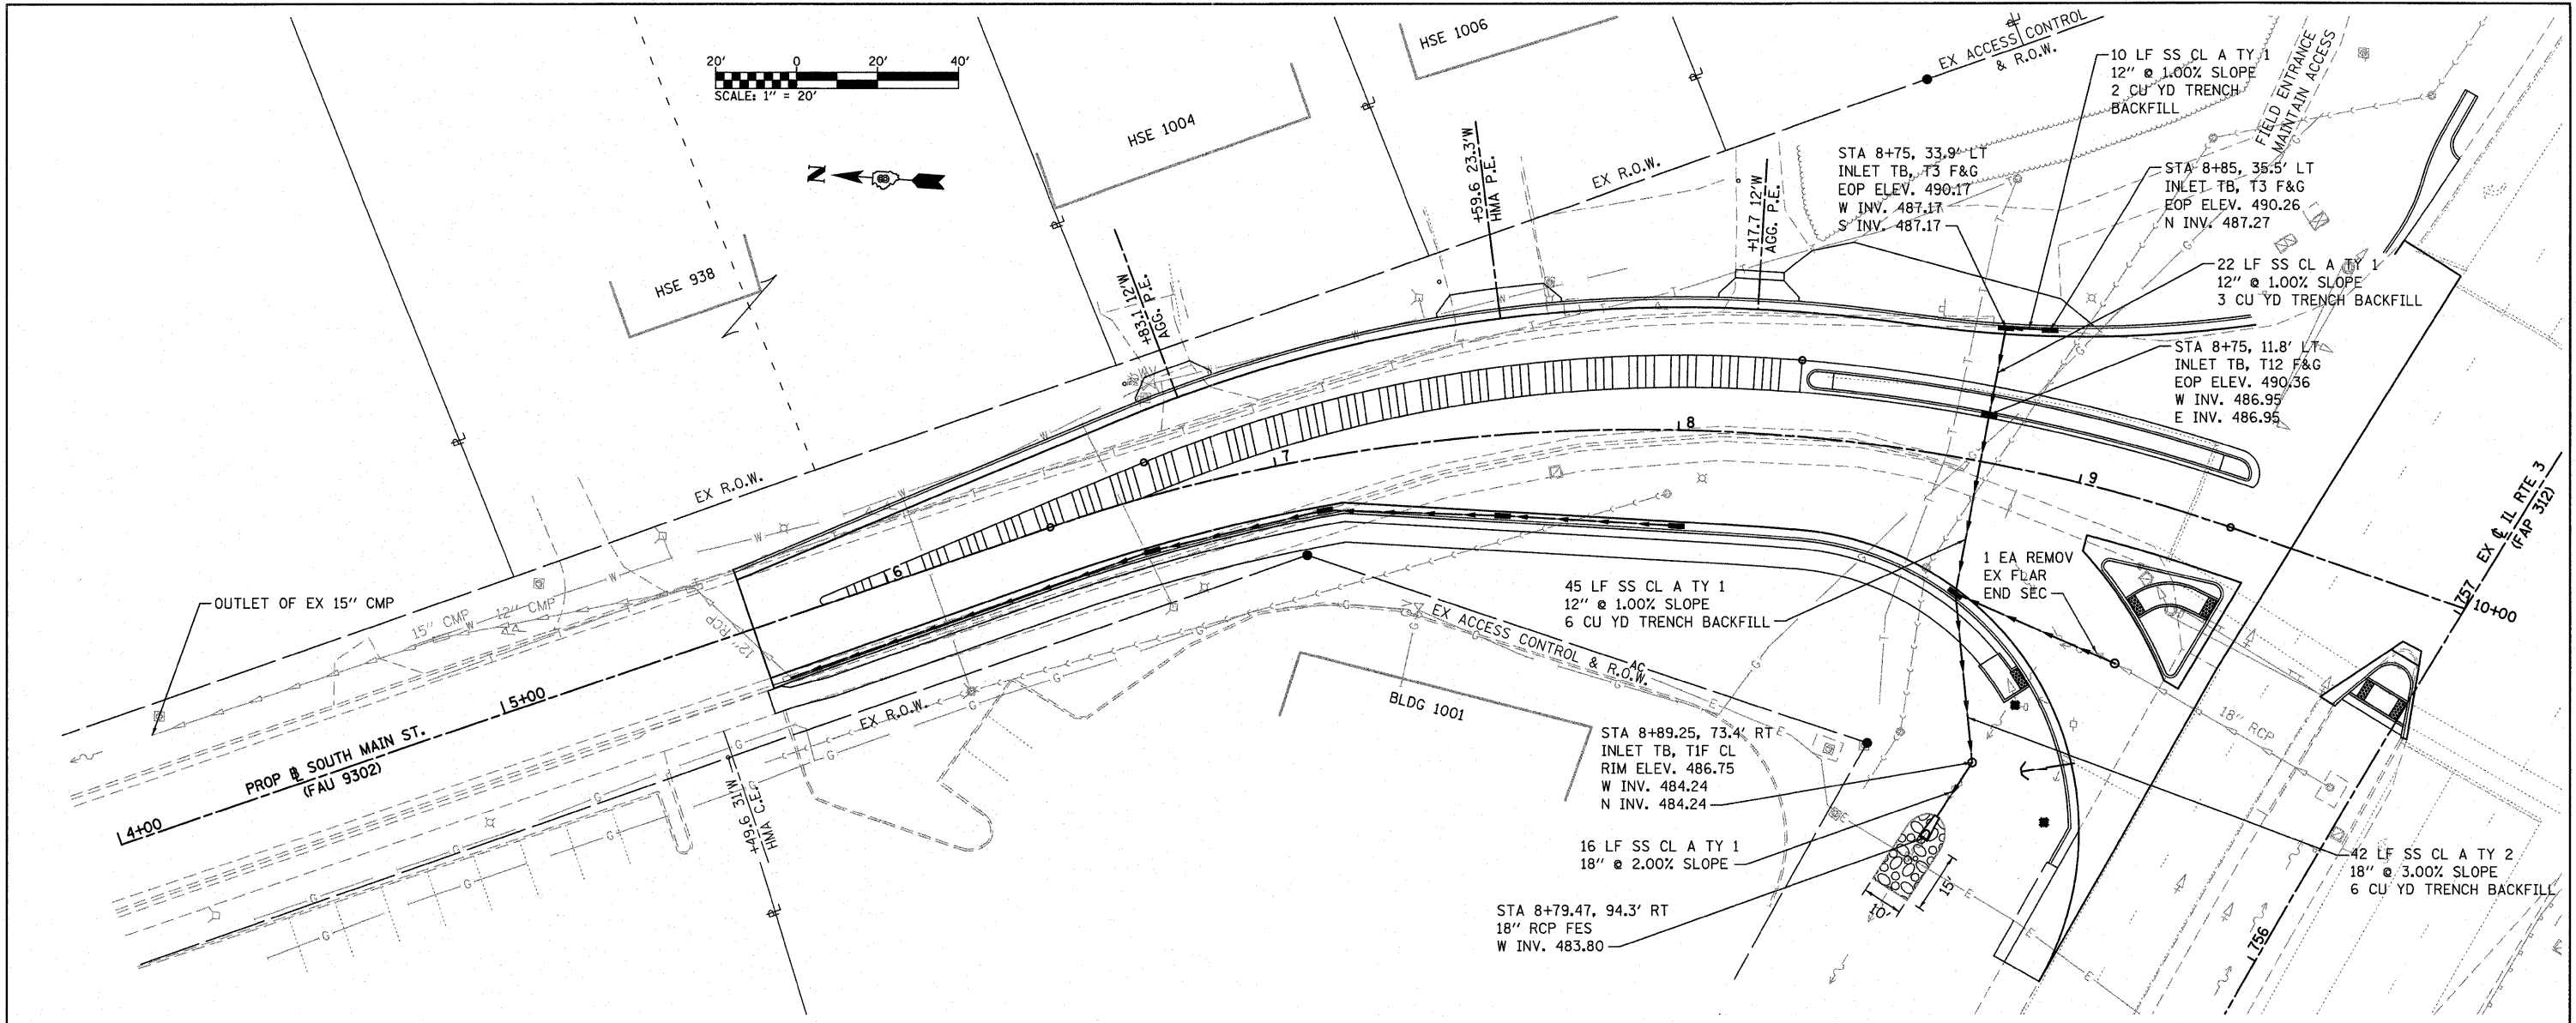 20' 0 20' 40'
SCALE: 1" = 20'
N
HSE 1006
EX ACCESS CONTROL
& R.O.W.
10 LF SS CL A TY 1
12" @ 1.00% SLOPE
2 CU YD TRENCH
BACKFILL
FIELD ENTRANCE
MAINTAIN ACCESS
HSE 1004
STA 8+75, 33.9' LT
INLET TB, T3 F&G
EOP ELEV. 490.17
W INV. 487.17
S INV. 487.17
STA 8+85, 35.5' LT
INLET TB, T3 F&G
EOP ELEV. 490.26
N INV. 487.27
+59.6 23.3'W
HMA P.E.
EX R.O.W.
+17.7 12'W
AGG. P.E.
HSE 938
+83.1 12'W
AGG. P.E.
22 LF SS CL A TY 1
12" @ 1.00% SLOPE
3 CU YD TRENCH BACKFILL
STA 8+75, 11.8' LT
INLET TB, T12 F&G
EOP ELEV. 490.36
W INV. 486.95
E INV. 486.95
8
7
9
EX R.O.W.
6
757 EX ℄ IL RTE 3
(FAP 312)
10+00
1 EA REMOV
EX FLAR
END SEC
45 LF SS CL A TY 1
12" @ 1.00% SLOPE
6 CU YD TRENCH BACKFILL
OUTLET OF EX 15" CMP
15" CMP
12" CMP
12" RCP
EX ACCESS CONTROL & R.O.W.
AC
BLDG 1001
5+00
EX R.O.W.
18" RCP
STA 8+89.25, 73.4' RT
INLET TB, T1F CL
RIM ELEV. 486.75
W INV. 484.24
N INV. 484.24
PROP ⅊ SOUTH MAIN ST.
(FAU 9302)
4+00
+49.6 31'W
HMA C.E.
16 LF SS CL A TY 1
18" @ 2.00% SLOPE
42 LF SS CL A TY 2
18" @ 3.00% SLOPE
6 CU YD TRENCH BACKFILL
15'
10'
STA 8+79.47, 94.3' RT
18" RCP FES
W INV. 483.80
756